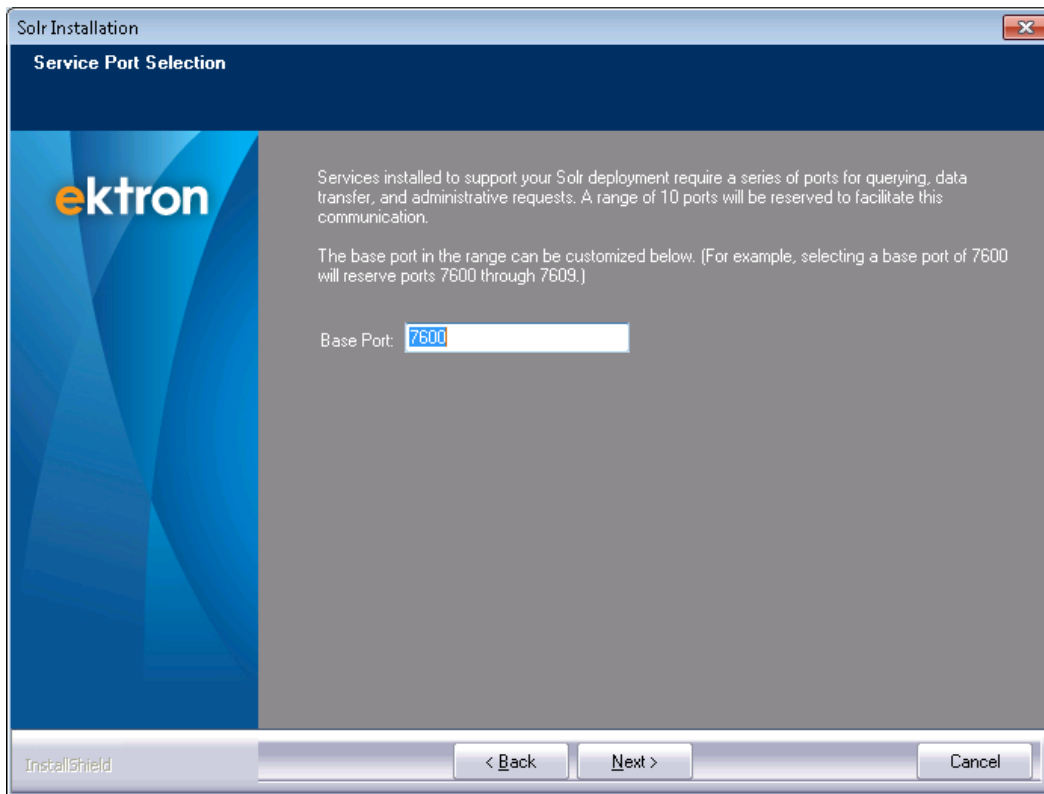 Solr Installation
Service Port Selection
ektron
Services installed to support your Solr deployment require a series of ports for querying, data
transfer, and administrative requests. A range of 10 ports will be reserved to facilitate this
communication.
The base port in the range can be customized below. (For example, selecting a base port of 7600
will reserve ports 7600 through 7609.)
Base Port: 7600
InstallShield
< Back
Next >
Cancel